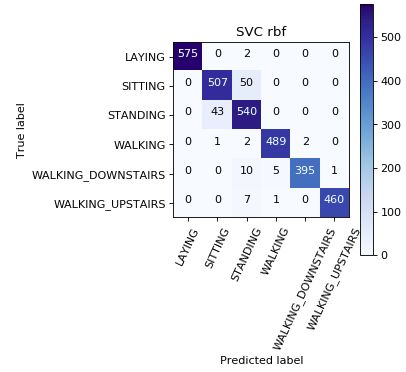 SVC rbf
True label
LAYING 575 0 2 0 0 0
SITTING 0 507 50 0 0 0
STANDING 0 43 540 0 0 0
WALKING 0 1 2 489 2 0
WALKING_DOWNSTAIRS 0 0 10 5 395 1
WALKING_UPSTAIRS 0 0 7 1 0 460
LAYING
SITTING
STANDING
WALKING
WALKING_DOWNSTAIRS
WALKING_UPSTAIRS
Predicted label
500
400
300
200
100
0